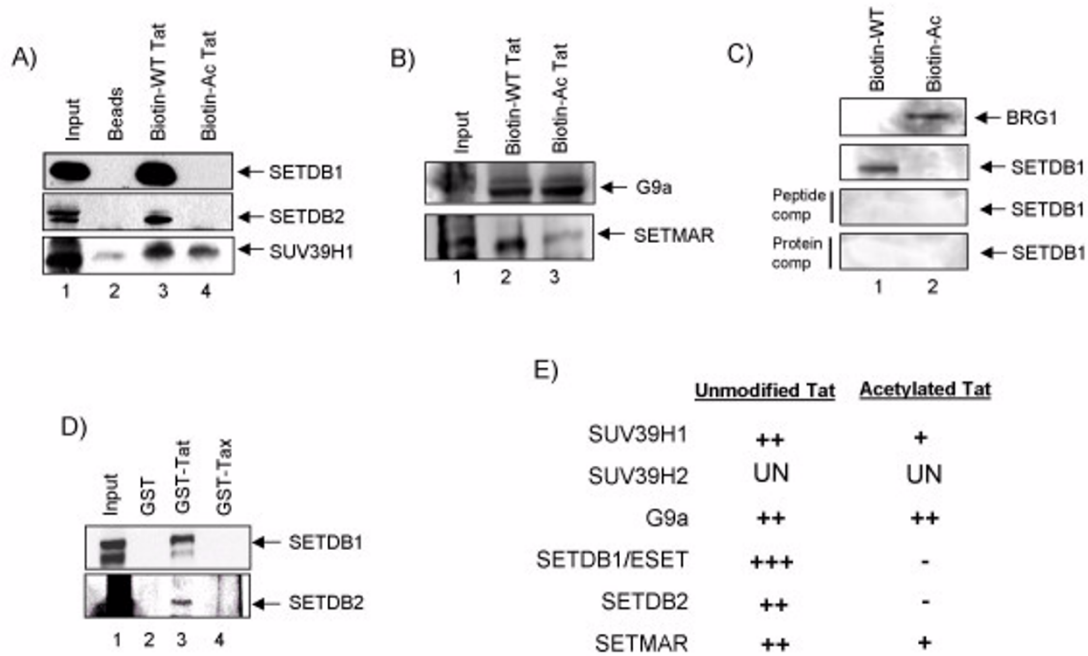 A)
Input
Beads
Biotin-WT Tat
Biotin-Ac Tat
SETDB1
SETDB2
SUV39H1
1 2 3 4
B)
Input
Biotin-WT Tat
Biotin-Ac Tat
G9a
SETMAR
1 2 3
C)
Biotin-WT
Biotin-Ac
BRG1
SETDB1
Peptide
comp
SETDB1
Protein
comp
SETDB1
1 2
D)
Input
GST
GST-Tat
GST-Tax
SETDB1
SETDB2
1 2 3 4
E)
Unmodified Tat Acetylated Tat
SUV39H1 ++ +
SUV39H2 UN UN
G9a ++ ++
SETDB1/ESET +++ -
SETDB2 ++ -
SETMAR ++ +